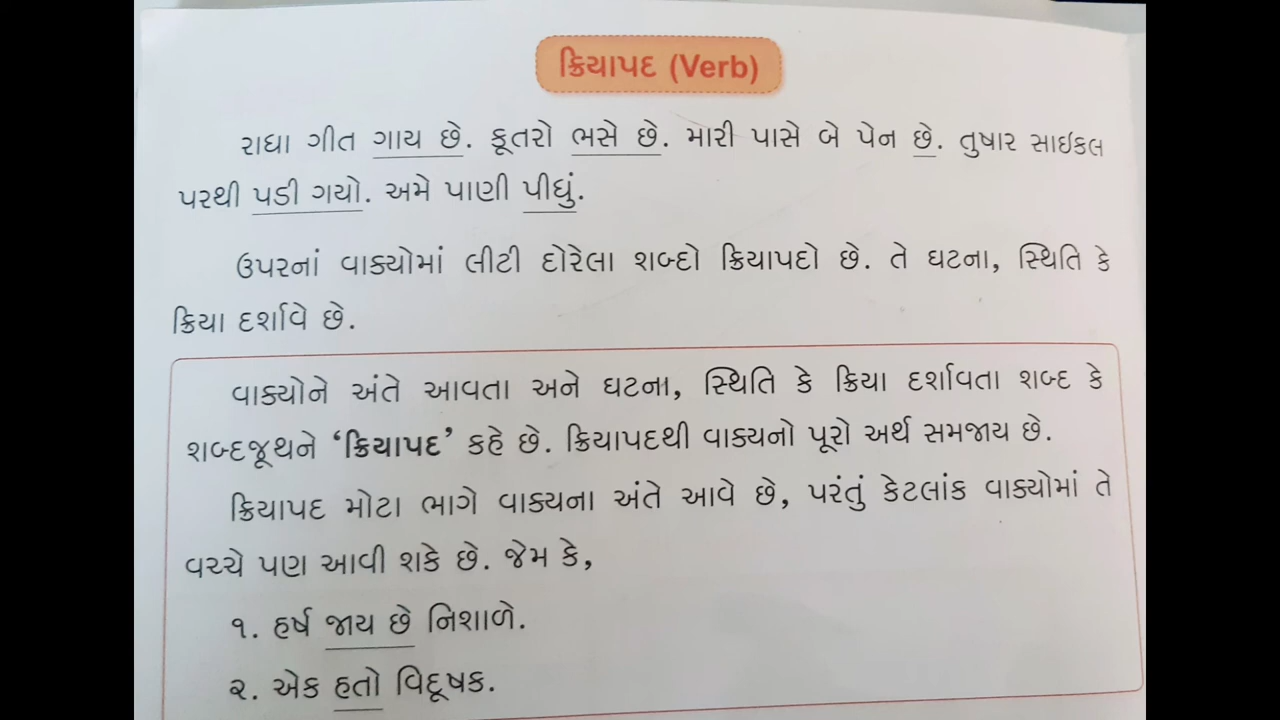 ક્રિયાપદ (Verb)
રાધા ગીત ગાય છે. કૂતરો ભસે છે. મારી પાસે બે પેન છે. તુષાર સાઇકલ
પરથી પડી ગયો. અમે પાણી પીધું.
ઉપરનાં વાક્યોમાં લીટી દોરેલા શબ્દો ક્રિયાપદો છે. તે ઘટના, સ્થિતિ કે
ક્રિયા દર્શાવે છે.
વાક્યોને અંતે આવતા અને ઘટના, સ્થિતિ કે ક્રિયા દર્શાવતા શબ્દ કે
શબ્દજૂથને ‘ક્રિયાપદ’ કહે છે. ક્રિયાપદથી વાક્યનો પૂરો અર્થ સમજાય છે.
ક્રિયાપદ મોટા ભાગે વાક્યના અંતે આવે છે, પરંતું કેટલાંક વાક્યોમાં તે
વચ્ચે પણ આવી શકે છે. જેમ કે,
૧. હર્ષ જાય છે નિશાળે.
૨. એક હતો વિદૂષક.